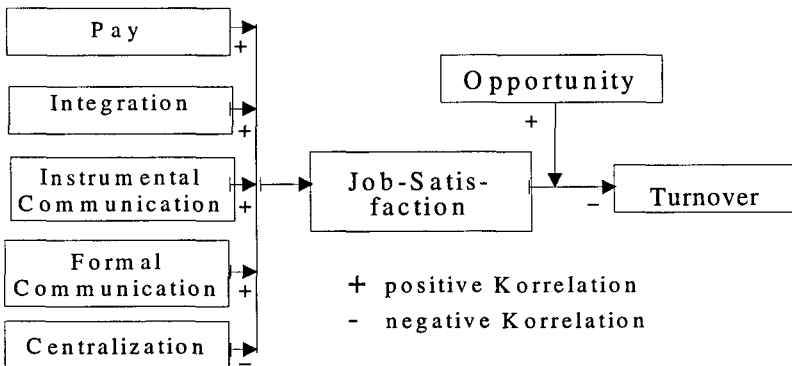 Pay
+
Integration
+
Instrumental
Communication
+
Formal
Communication
+
Centralization
-
Job-Satis-
faction
Opportunity
+
-
Turnover
+ positive Korrelation
- negative Korrelation